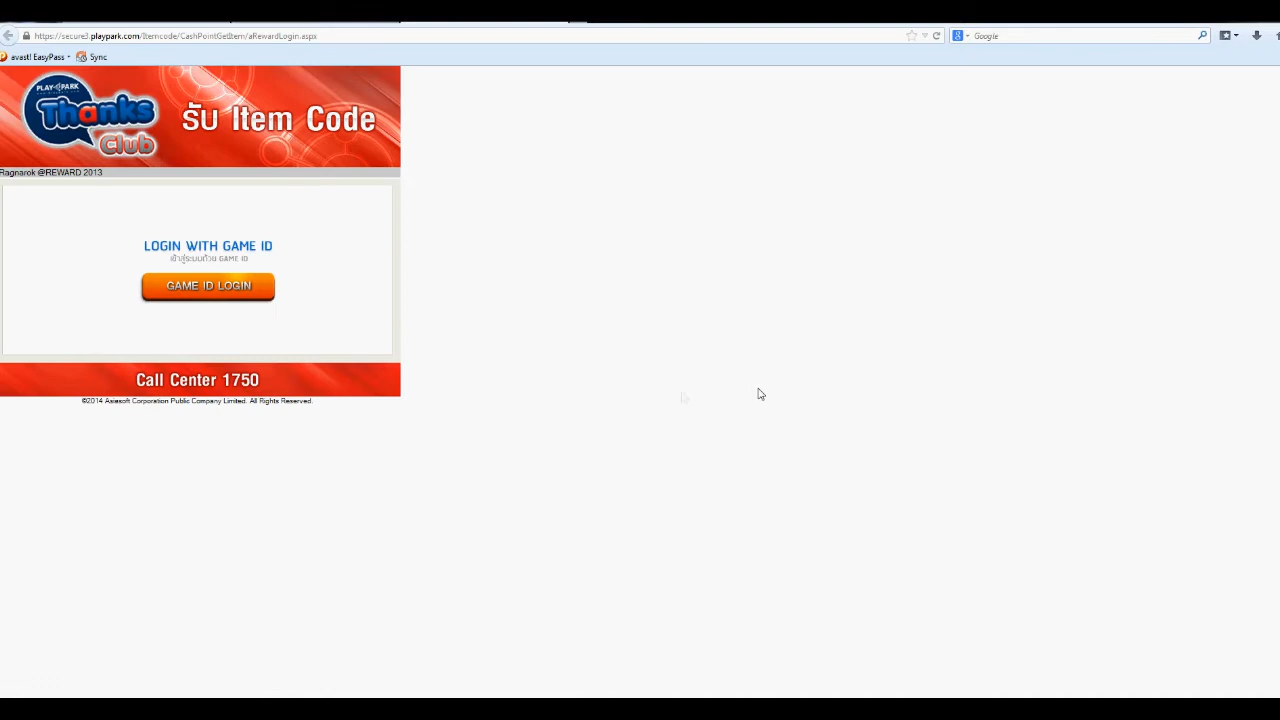 https://secure3.playpark.com/Itemcode/CashPointGetItem/aRewardLogin.aspx
Google
avast! EasyPass
Sync
PLAYPARK
Thanks
Club
รับ Item Code
Ragnarok @REWARD 2013
LOGIN WITH GAME ID
เข้าสู่ระบบด้วย GAME ID
GAME ID LOGIN
Call Center 1750
©2014 Asiasoft Corporation Public Company Limited. All Rights Reserved.